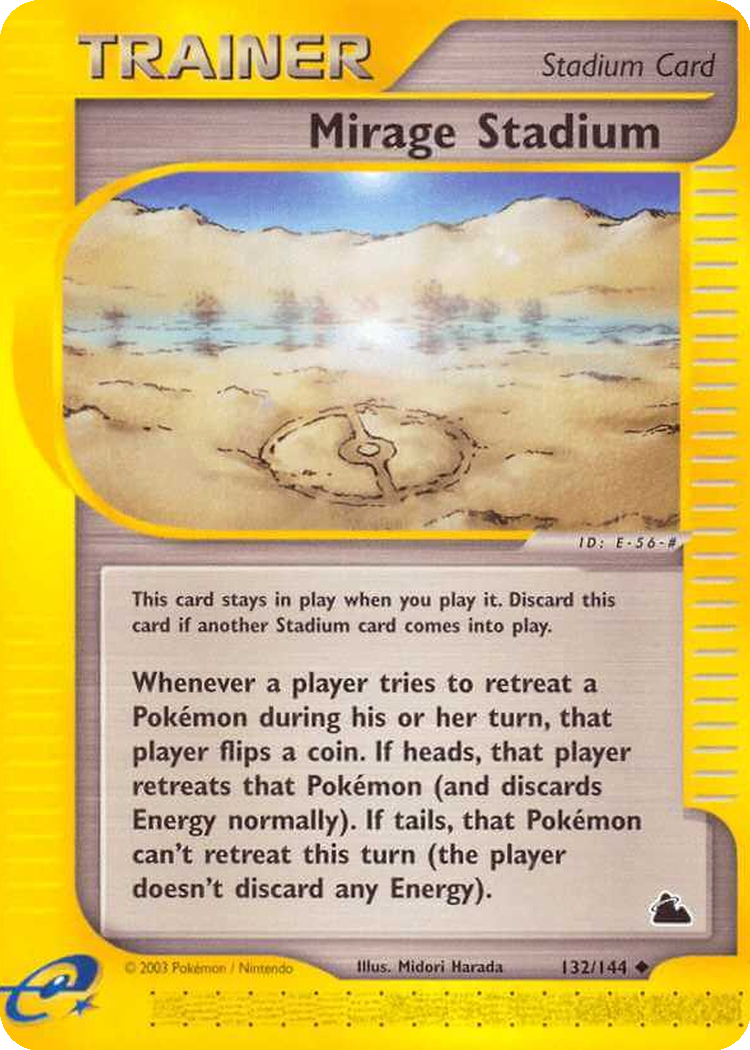 TRAINER
Stadium Card
Mirage Stadium
ID: E-56-#
This card stays in play when you play it. Discard this
card if another Stadium card comes into play.
Whenever a player tries to retreat a
Pokémon during his or her turn, that
player flips a coin. If heads, that player
retreats that Pokémon (and discards
Energy normally). If tails, that Pokémon
can't retreat this turn (the player
doesn't discard any Energy).
e
© 2003 Pokémon / Nintendo
Illus. Midori Harada
132/144 ◆